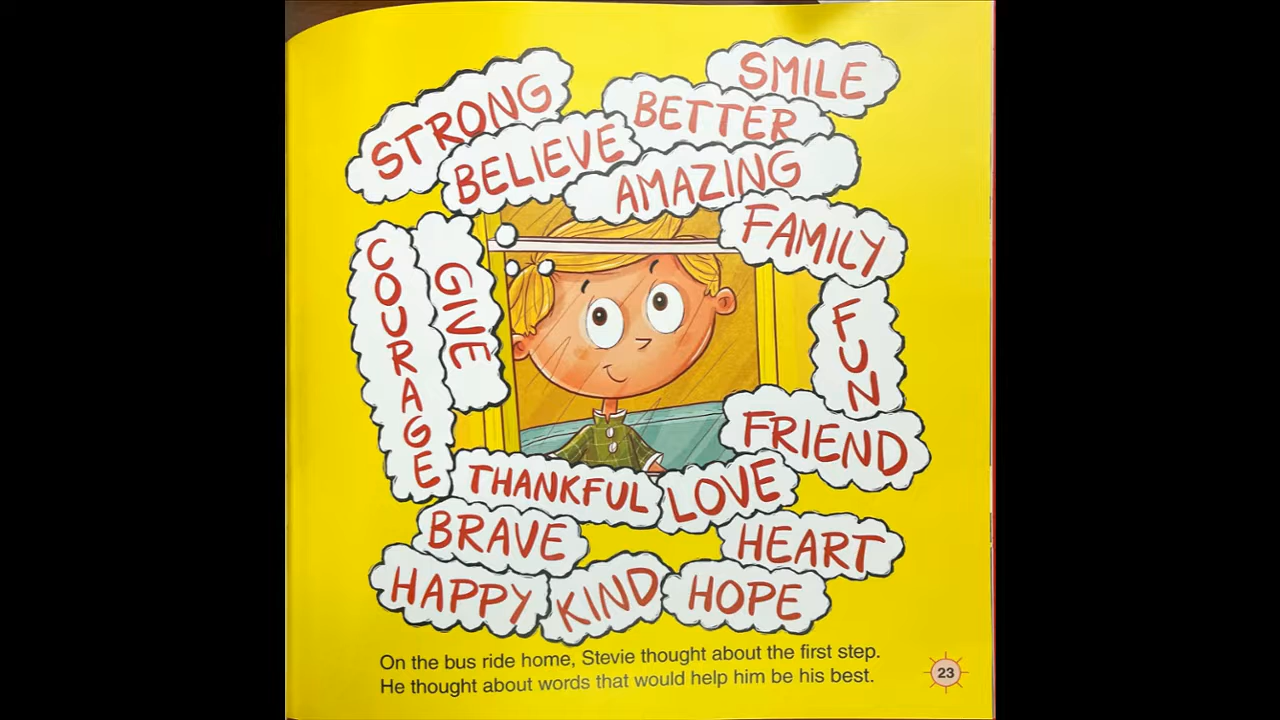 SMILE
STRONG
BETTER
BELIEVE
AMAZING
FAMILY
COURAGE
GIVE
FUN
FRIEND
THANKFUL
LOVE
BRAVE
HEART
HAPPY
KIND
HOPE
On the bus ride home, Stevie thought about the first step.
He thought about words that would help him be his best.
23